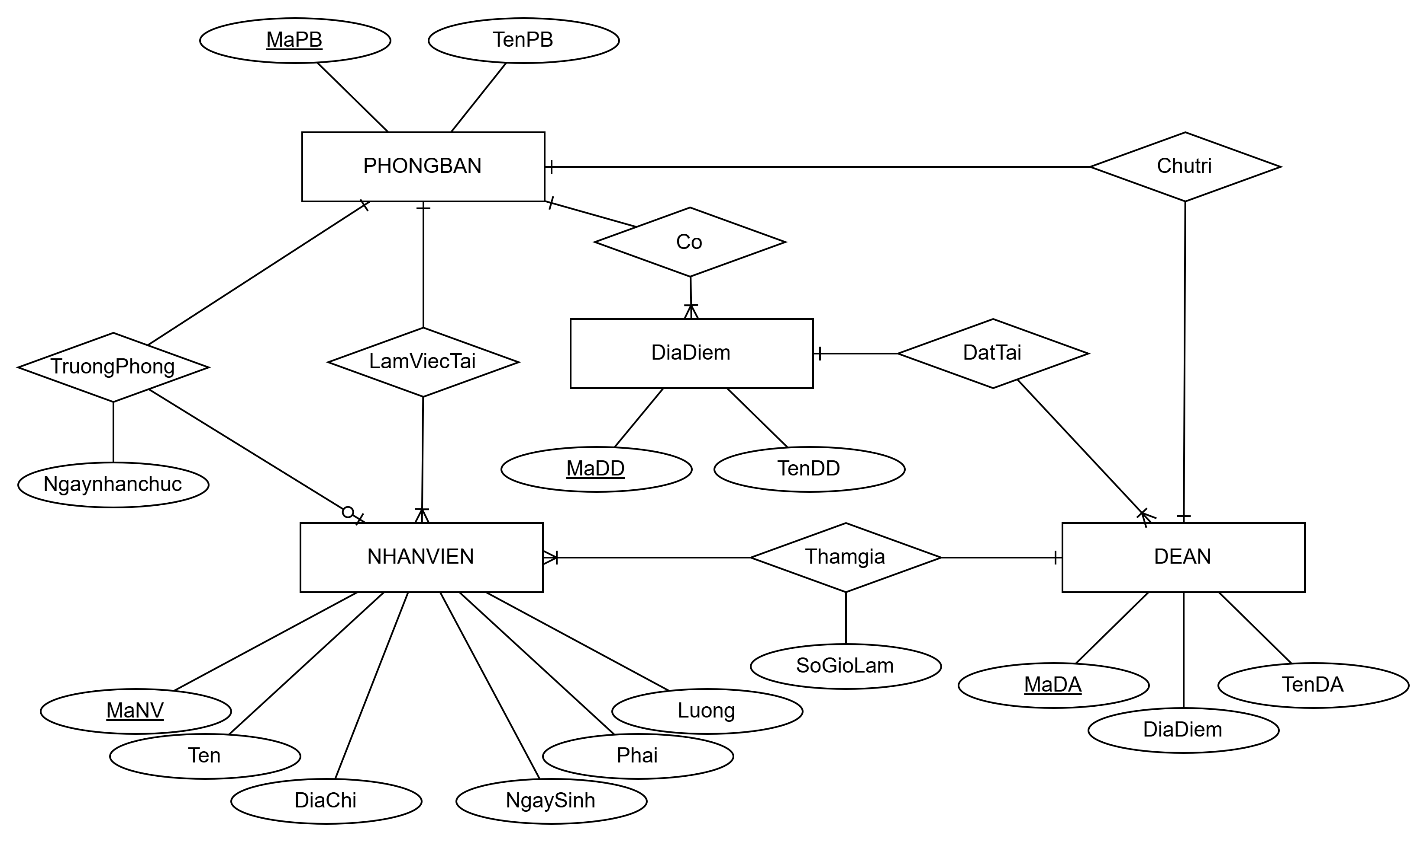 MaPB
TenPB
PHONGBAN
Chutri
Co
TruongPhong
LamViecTai
DiaDiem
DatTai
MaDD
TenDD
Ngaynhanchuc
NHANVIEN
Thamgia
DEAN
SoGioLam
MaDA
TenDA
DiaDiem
MaNV
Luong
Ten
Phai
DiaChi
NgaySinh